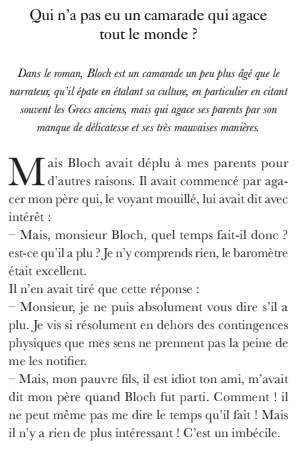 Qui n'a pas eu un camarade qui agace
tout le monde ?
Dans le roman, Bloch est un camarade un peu plus âgé que le
narrateur, qu'il épate en étalant sa culture, en particulier en citant
souvent les Grecs anciens, mais qui agace ses parents par son
manque de délicatesse et ses très mauvaises manières.
Mais Bloch avait déplu à mes parents pour
d'autres raisons. Il avait commencé par aga-
cer mon père qui, le voyant mouillé, lui avait dit avec
intérêt :
– Mais, monsieur Bloch, quel temps fait-il donc ?
est-ce qu'il a plu ? Je n'y comprends rien, le baromètre
était excellent.
Il n'en avait tiré que cette réponse :
– Monsieur, je ne puis absolument vous dire s'il a
plu. Je vis si résolument en dehors des contingences
physiques que mes sens ne prennent pas la peine de
me les notifier.
– Mais, mon pauvre fils, il est idiot ton ami, m'avait
dit mon père quand Bloch fut parti. Comment ! il
ne peut même pas me dire le temps qu'il fait ! Mais
il n'y a rien de plus intéressant ! C'est un imbécile.